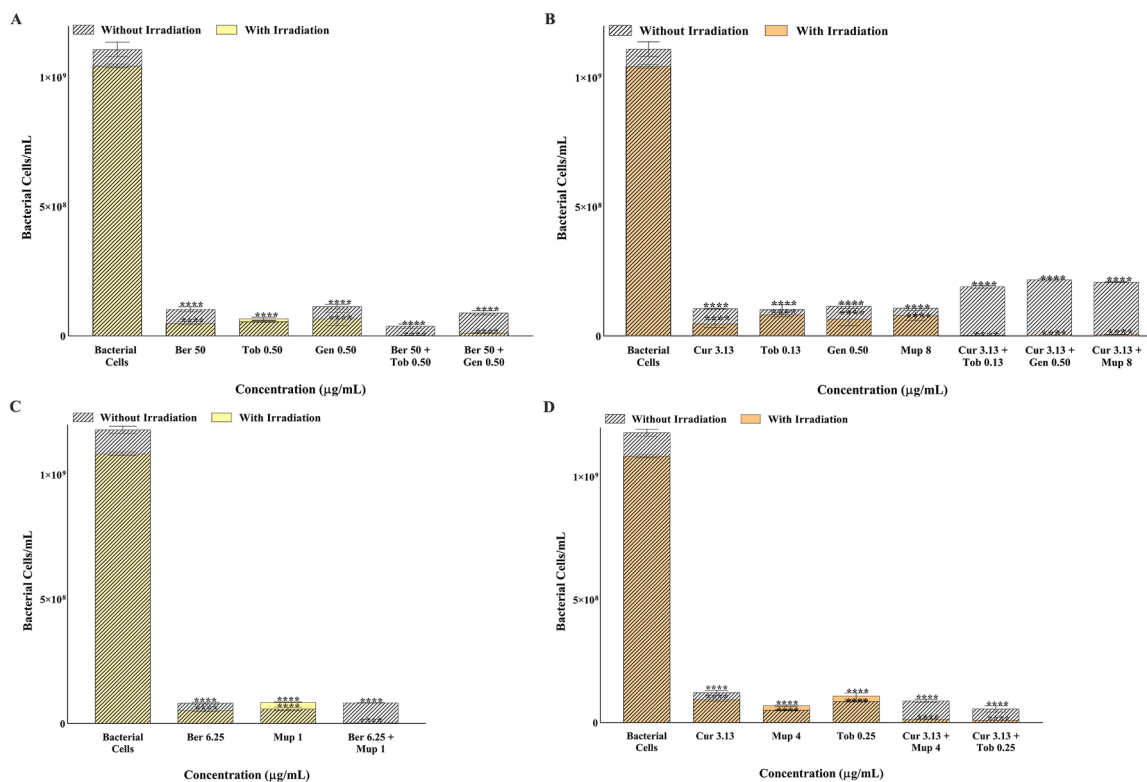 A
Without Irradiation
With Irradiation
Bacterial Cells/mL
1×10⁹
5×10⁸
0
****
****
****
****
****
****
****
****
****
Bacterial
Cells
Ber 50
Tob 0.50
Gen 0.50
Ber 50 +
Tob 0.50
Ber 50 +
Gen 0.50
Concentration (µg/mL)
B
Without Irradiation
With Irradiation
Bacterial Cells/mL
1×10⁹
5×10⁸
0
****
****
****
****
****
****
****
****
****
****
****
****
****
****
Bacterial
Cells
Cur 3.13
Tob 0.13
Gen 0.50
Mup 8
Cur 3.13 +
Tob 0.13
Cur 3.13 +
Gen 0.50
Cur 3.13 +
Mup 8
Concentration (µg/mL)
C
Without Irradiation
With Irradiation
Bacterial Cells/mL
1×10⁹
5×10⁸
0
****
****
****
****
****
****
Bacterial
Cells
Ber 6.25
Mup 1
Ber 6.25 +
Mup 1
Concentration (µg/mL)
D
Without Irradiation
With Irradiation
Bacterial Cells/mL
1×10⁹
5×10⁸
0
****
****
****
****
****
****
****
****
****
****
Bacterial
Cells
Cur 3.13
Mup 4
Tob 0.25
Cur 3.13 +
Mup 4
Cur 3.13 +
Tob 0.25
Concentration (µg/mL)